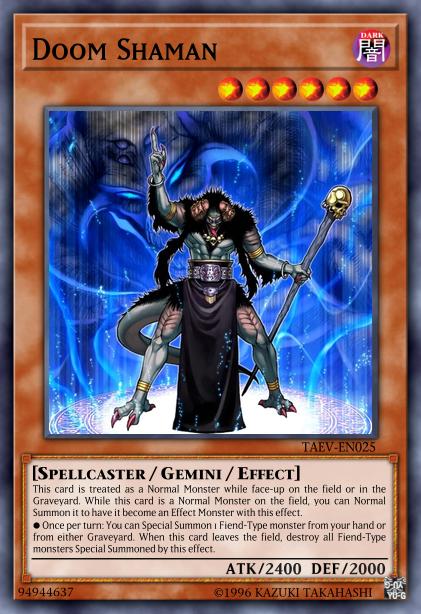 DOOM SHAMAN
DARK
闇
TAEV-EN025
[SPELLCASTER / GEMINI / EFFECT]
This card is treated as a Normal Monster while face-up on the field or in the
Graveyard. While this card is a Normal Monster on the field, you can Normal
Summon it to have it become an Effect Monster with this effect.
● Once per turn: You can Special Summon 1 Fiend-Type monster from your hand or
from either Graveyard. When this card leaves the field, destroy all Fiend-Type
monsters Special Summoned by this effect.
ATK/2400 DEF/2000
94944637
©1996 KAZUKI TAKAHASHI